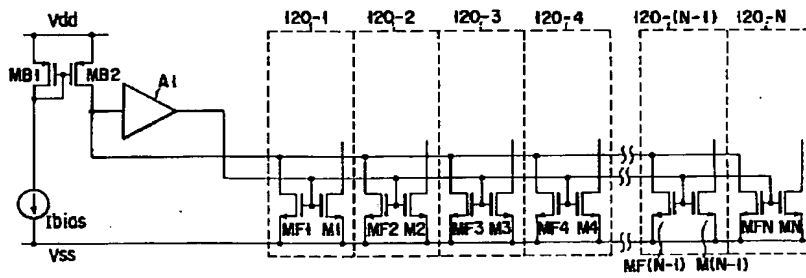 120-1 120-2 120-3 120-4 120-(N-1) 120-N
Vdd
MB1 MB2 A1
Ibias
MF1 M1 MF2 M2 MF3 M3 MF4 M4 MFN MN
Vss
MF(N-1) M(N-1)